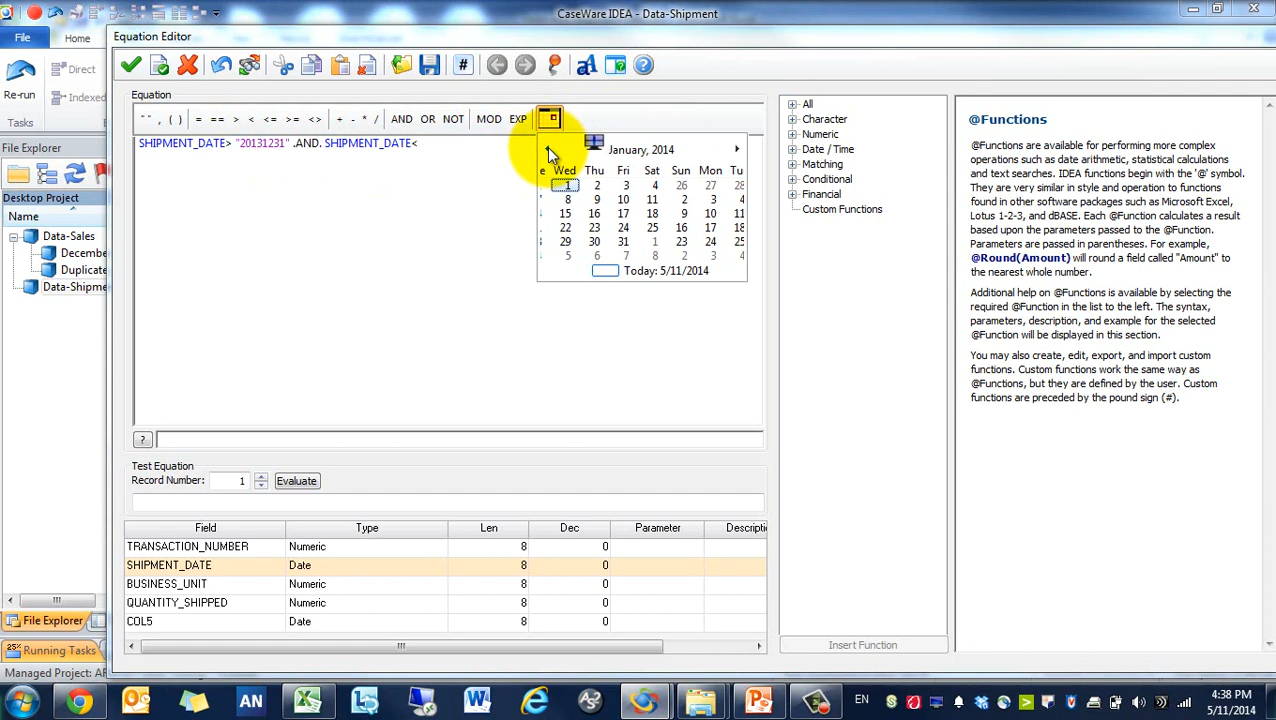 CaseWare IDEA - Data-Shipment
File
Home
Equation Editor
Direct
Indexed
Re-run
Tasks
File Explorer
Desktop Project
Name
Data-Sales
Decembe
Duplicate
Data-Shipme
File Explorer
Running Tasks
Managed Project: AF
Equation
" " , ( ) = == > < <= >= <> + - * / AND OR NOT MOD EXP
SHIPMENT_DATE> "20131231" .AND. SHIPMENT_DATE<
January, 2014
e Wed Thu Fri Sat Sun Mon Tu
1 2 3 4 26 27 28
8 9 10 11 2 3 4
15 16 17 18 9 10 11
22 23 24 25 16 17 18
29 30 31 1 23 24 25
5 6 7 8 2 3 4
Today: 5/11/2014
?
Test Equation
Record Number: 1 Evaluate
Field Type Len Dec Parameter Descripti
TRANSACTION_NUMBER Numeric 8 0
SHIPMENT_DATE Date 8 0
BUSINESS_UNIT Numeric 8 0
QUANTITY_SHIPPED Numeric 8 0
COL5 Date 8 0
All
Character
Numeric
Date / Time
Matching
Conditional
Financial
Custom Functions
Insert Function
@Functions
@Functions are available for performing more complex
operations such as date arithmetic, statistical calculations
and text searches. IDEA functions begin with the '@' symbol.
They are very similar in style and operation to functions
found in other software packages such as Microsoft Excel,
Lotus 1-2-3, and dBASE. Each @Function calculates a result
based upon the parameters passed to the @Function.
Parameters are passed in parentheses. For example,
@Round(Amount) will round a field called "Amount" to
the nearest whole number.
Additional help on @Functions is available by selecting the
required @Function in the list to the left. The syntax,
parameters, description, and example for the selected
@Function will be displayed in this section.
You may also create, edit, export, and import custom
functions. Custom functions work the same way as
@Functions, but they are defined by the user. Custom
functions are preceded by the pound sign (#).
AN
EN
4:38 PM
5/11/2014